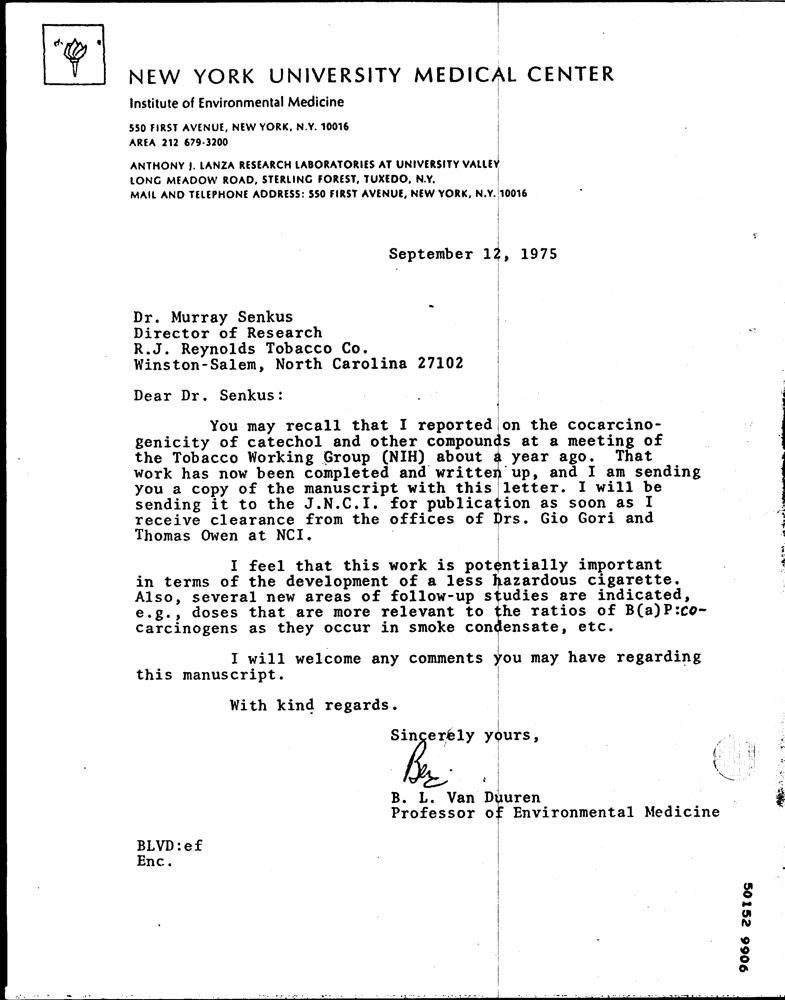 NEW YORK UNIVERSITY MEDICAL CENTER
Institute of Environmental Medicine
550 FIRST AVENUE, NEW YORK, N.Y. 10016
AREA 212 679-3200
ANTHONY J. LANZA RESEARCH LABORATORIES AT UNIVERSITY VALLEY
LONG MEADOW ROAD, STERLING FOREST, TUXEDO, N.Y.
MAIL AND TELEPHONE ADDRESS: 550 FIRST AVENUE, NEW YORK, N.Y. 10016
September 12, 1975
Dr. Murray Senkus
Director of Research
R.J. Reynolds Tobacco Co.
Winston-Salem, North Carolina 27102
Dear Dr. Senkus:
You may recall that I reported on the cocarcino-
genicity of catechol and other compounds at a meeting of
the Tobacco Working Group (NIH) about a year ago. That
work has now been completed and written up, and I am sending
you a copy of the manuscript with this letter. I will be
sending it to the J.N.C.I. for publication as soon as I
receive clearance from the offices of Drs. Gio Gori and
Thomas Owen at NCI.
I feel that this work is potentially important
in terms of the development of a less hazardous cigarette.
Also, several new areas of follow-up studies are indicated,
e.g., doses that are more relevant to the ratios of B(a)P:co-
carcinogens as they occur in smoke condensate, etc.
I will welcome any comments you may have regarding
this manuscript.
With kind regards.
Sincerely yours,
Ben
B. L. Van Duuren
Professor of Environmental Medicine
BLVD:ef
Enc.
50152 9906